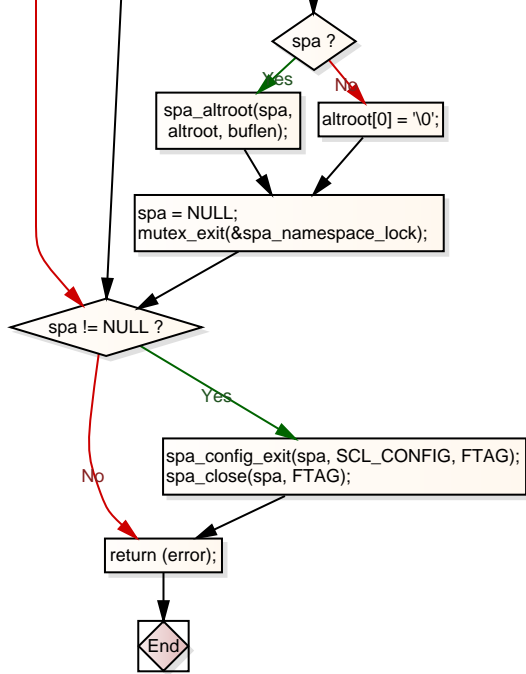 spa ?
Yes
No
spa_altroot(spa,
altroot, buflen);
altroot[0] = '\0';
spa = NULL;
mutex_exit(&spa_namespace_lock);
spa != NULL ?
Yes
spa_config_exit(spa, SCL_CONFIG, FTAG);
spa_close(spa, FTAG);
No
return (error);
End